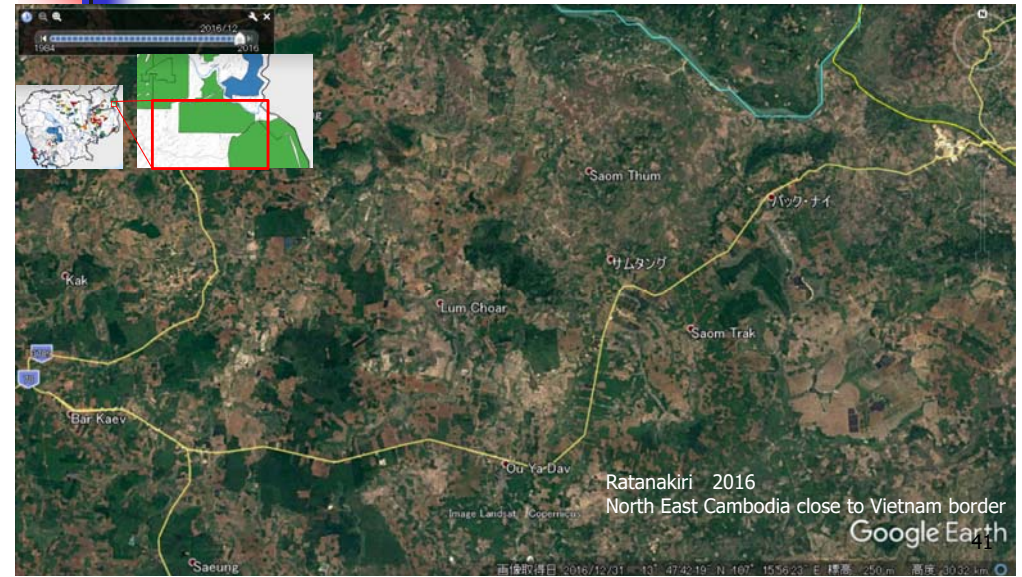 2016/12
1984
2016
Saom Thum
バック・ナイ
サムタング
Kak
Lum Choar
Saom Trak
Bar Kaev
Ou Ya Dav
Ratanakiri 2016
North East Cambodia close to Vietnam border
Image Landsat / Copernicus
Google Earth
41
Saeung
画像取得日 2016/12/31 13° 47'42.19" N 107° 15'56.23" E 標高 250 m 高度 30.32 km